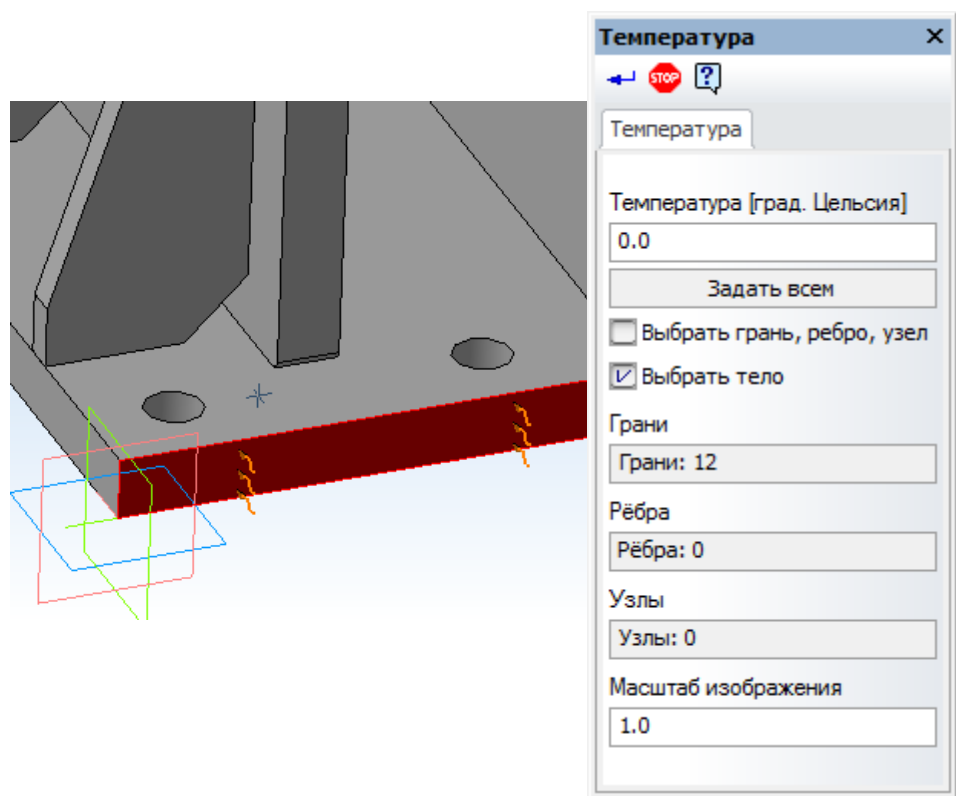 Температура
STOP
?
Температура
Температура [град. Цельсия]
0.0
Задать всем
Выбрать грань, ребро, узел
Выбрать тело
Грани
Грани: 12
Рёбра
Рёбра: 0
Узлы
Узлы: 0
Масштаб изображения
1.0